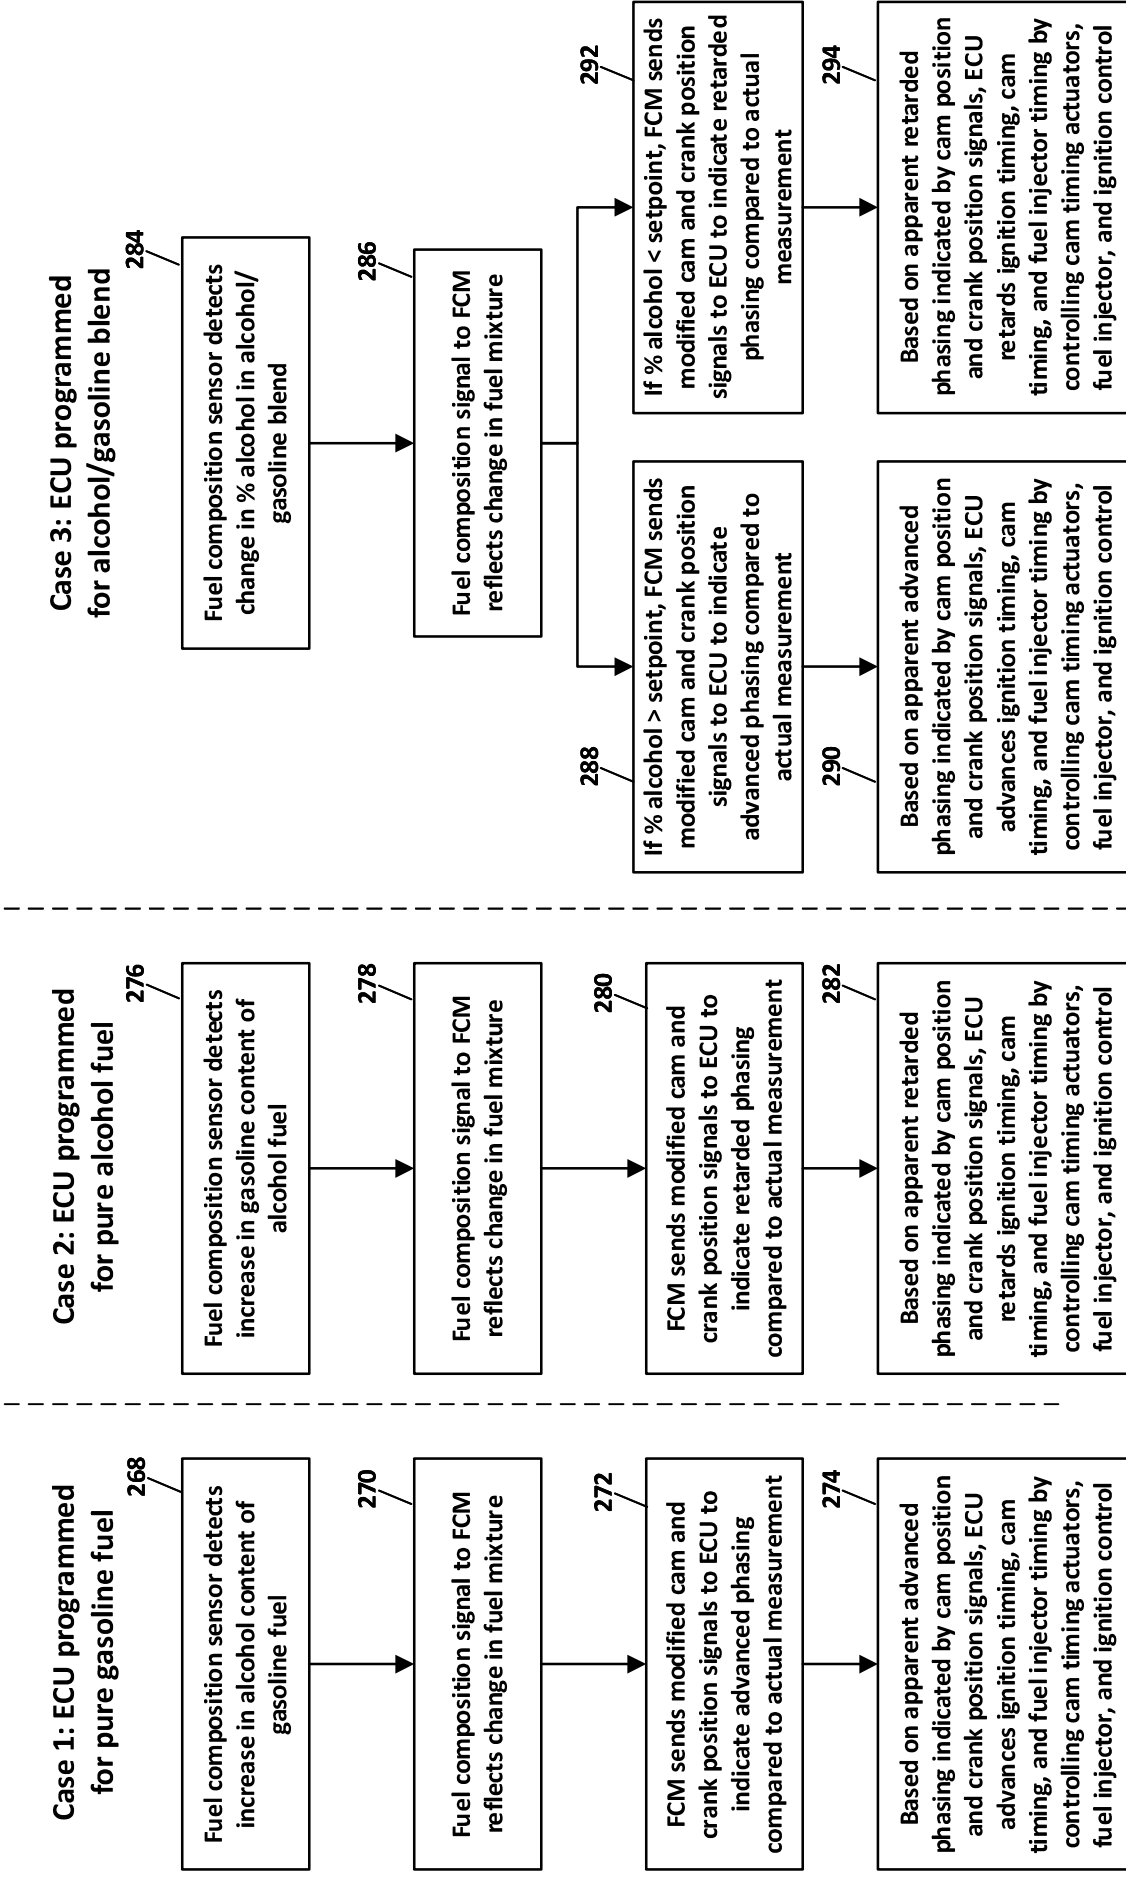 Case 1: ECU programmed
for pure gasoline fuel
268
Fuel composition sensor detects
increase in alcohol content of
gasoline fuel
270
Fuel composition signal to FCM
reflects change in fuel mixture
272
FCM sends modified cam and
crank position signals to ECU to
indicate advanced phasing
compared to actual measurement
274
Based on apparent advanced
phasing indicated by cam position
and crank position signals, ECU
advances ignition timing, cam
timing, and fuel injector timing by
controlling cam timing actuators,
fuel injector, and ignition control
Case 2: ECU programmed
for pure alcohol fuel
276
Fuel composition sensor detects
increase in gasoline content of
alcohol fuel
278
Fuel composition signal to FCM
reflects change in fuel mixture
280
FCM sends modified cam and
crank position signals to ECU to
indicate retarded phasing
compared to actual measurement
282
Based on apparent retarded
phasing indicated by cam position
and crank position signals, ECU
retards ignition timing, cam
timing, and fuel injector timing by
controlling cam timing actuators,
fuel injector, and ignition control
Case 3: ECU programmed
for alcohol/gasoline blend
284
Fuel composition sensor detects
change in % alcohol in alcohol/
gasoline blend
286
Fuel composition signal to FCM
reflects change in fuel mixture
288
If % alcohol > setpoint, FCM sends
modified cam and crank position
signals to ECU to indicate
advanced phasing compared to
actual measurement
290
Based on apparent advanced
phasing indicated by cam position
and crank position signals, ECU
advances ignition timing, cam
timing, and fuel injector timing by
controlling cam timing actuators,
fuel injector, and ignition control
292
If % alcohol < setpoint, FCM sends
modified cam and crank position
signals to ECU to indicate retarded
phasing compared to actual
measurement
294
Based on apparent retarded
phasing indicated by cam position
and crank position signals, ECU
retards ignition timing, cam
timing, and fuel injector timing by
controlling cam timing actuators,
fuel injector, and ignition control